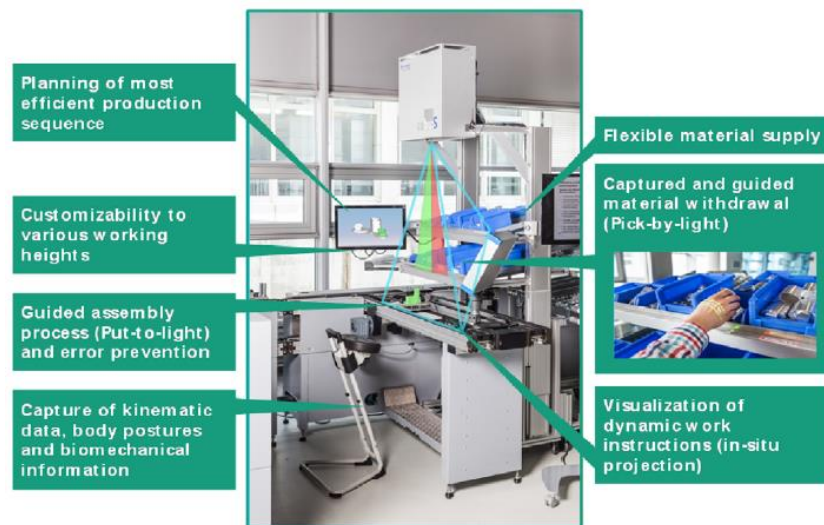 Planning of most
efficient production
sequence
Customizability to
various working
heights
Guided assembly
process (Put-to-light)
and error prevention
Capture of kinematic
data, body postures
and biomechanical
information
Flexible material supply
Captured and guided
material withdrawal
(Pick-by-light)
Visualization of
dynamic work
instructions (in-situ
projection)